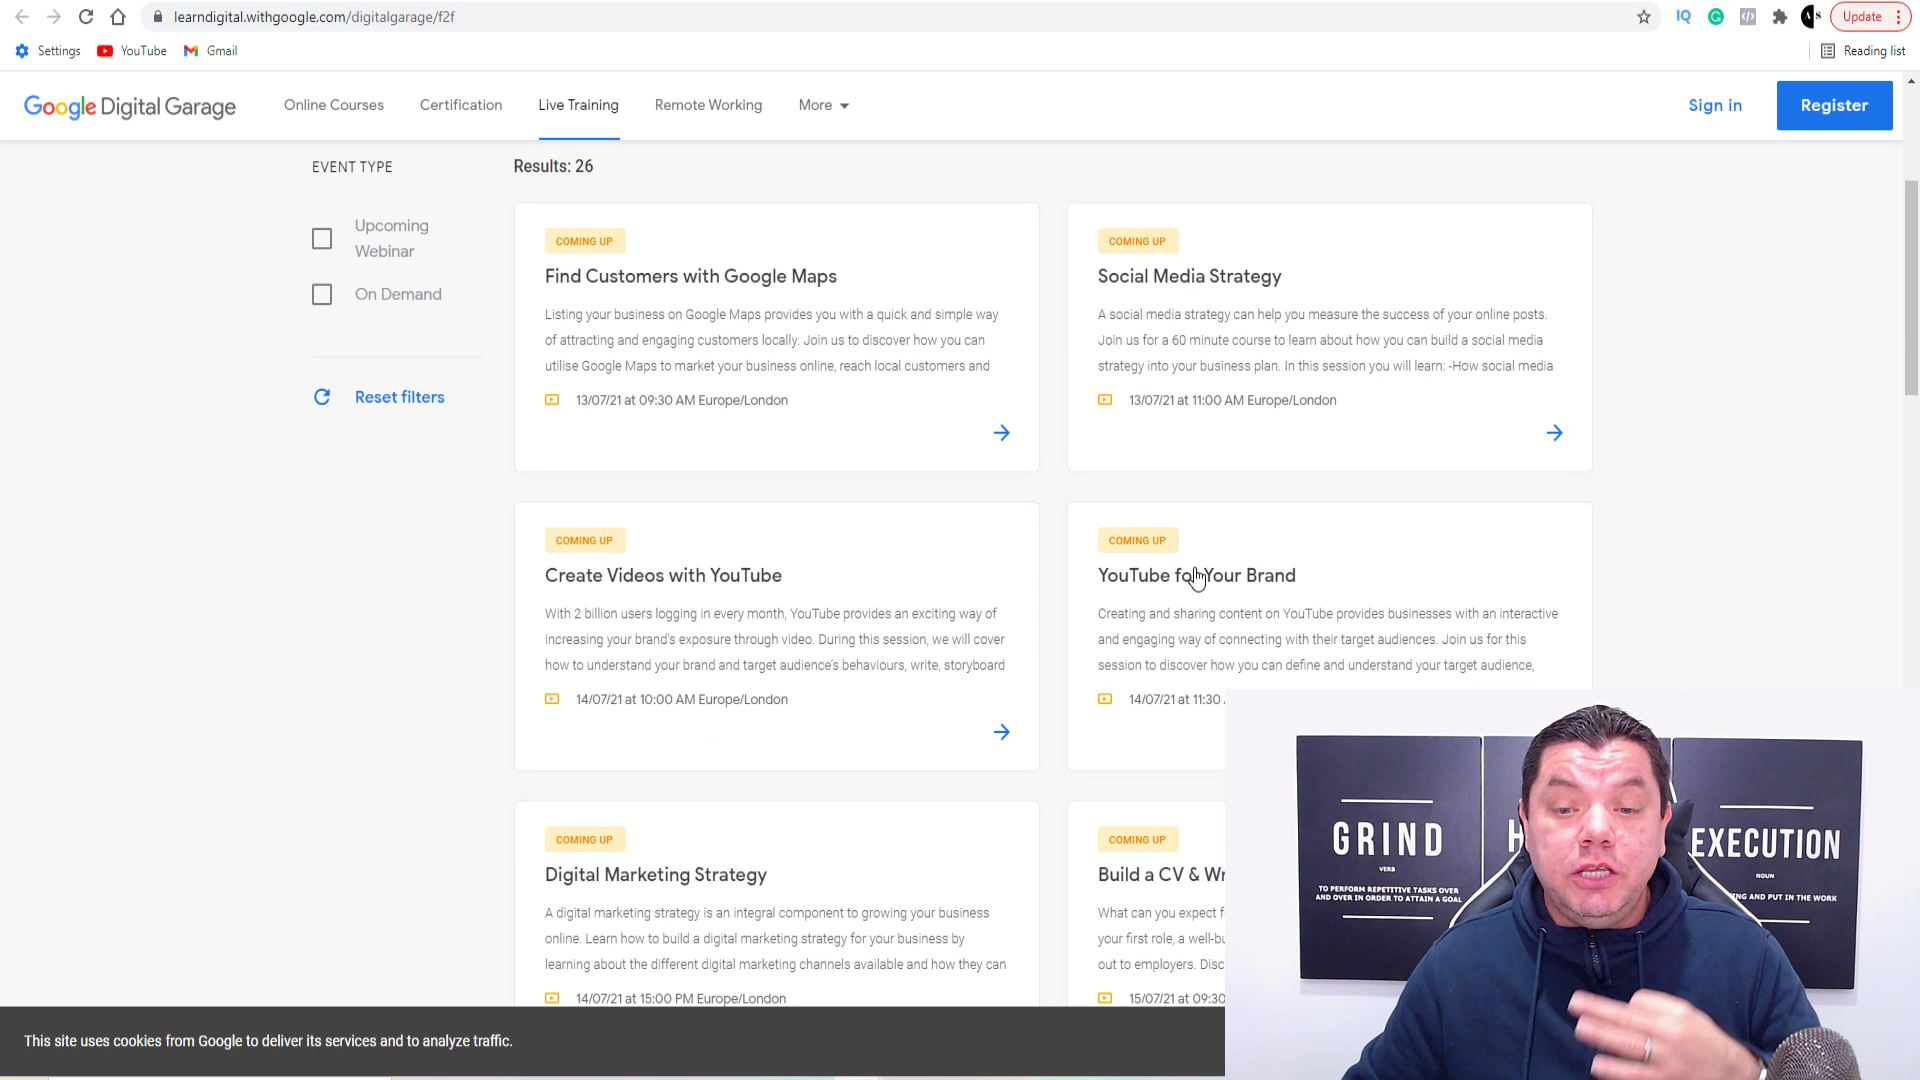 learndigital.withgoogle.com/digitalgarage/f2f
Update
Settings
YouTube
Gmail
Reading list
Google Digital Garage
Online Courses
Certification
Live Training
Remote Working
More
Sign in
Register
EVENT TYPE
Upcoming
Webinar
On Demand
Reset filters
Results: 26
COMING UP
Find Customers with Google Maps
Listing your business on Google Maps provides you with a quick and simple way
of attracting and engaging customers locally. Join us to discover how you can
utilise Google Maps to market your business online, reach local customers and
13/07/21 at 09:30 AM Europe/London
COMING UP
Social Media Strategy
A social media strategy can help you measure the success of your online posts.
Join us for a 60 minute course to learn about how you can build a social media
strategy into your business plan. In this session you will learn: -How social media
13/07/21 at 11:00 AM Europe/London
COMING UP
Create Videos with YouTube
With 2 billion users logging in every month, YouTube provides an exciting way of
increasing your brand's exposure through video. During this session, we will cover
how to understand your brand and target audience's behaviours, write, storyboard
14/07/21 at 10:00 AM Europe/London
COMING UP
YouTube for Your Brand
Creating and sharing content on YouTube provides businesses with an interactive
and engaging way of connecting with their target audiences. Join us for this
session to discover how you can define and understand your target audience,
14/07/21 at 11:30
COMING UP
Digital Marketing Strategy
A digital marketing strategy is an integral component to growing your business
online. Learn how to build a digital marketing strategy for your business by
learning about the different digital marketing channels available and how they can
14/07/21 at 15:00 PM Europe/London
COMING UP
Build a CV & Wr
What can you expect f
your first role, a well-bu
out to employers. Disc
15/07/21 at 09:30
This site uses cookies from Google to deliver its services and to analyze traffic.
GRIND
VERB
TO PERFORM REPETITIVE TASKS OVER
AND OVER IN ORDER TO ATTAIN A GOAL
H
EXECUTION
NOUN
NG AND PUT IN THE WORK